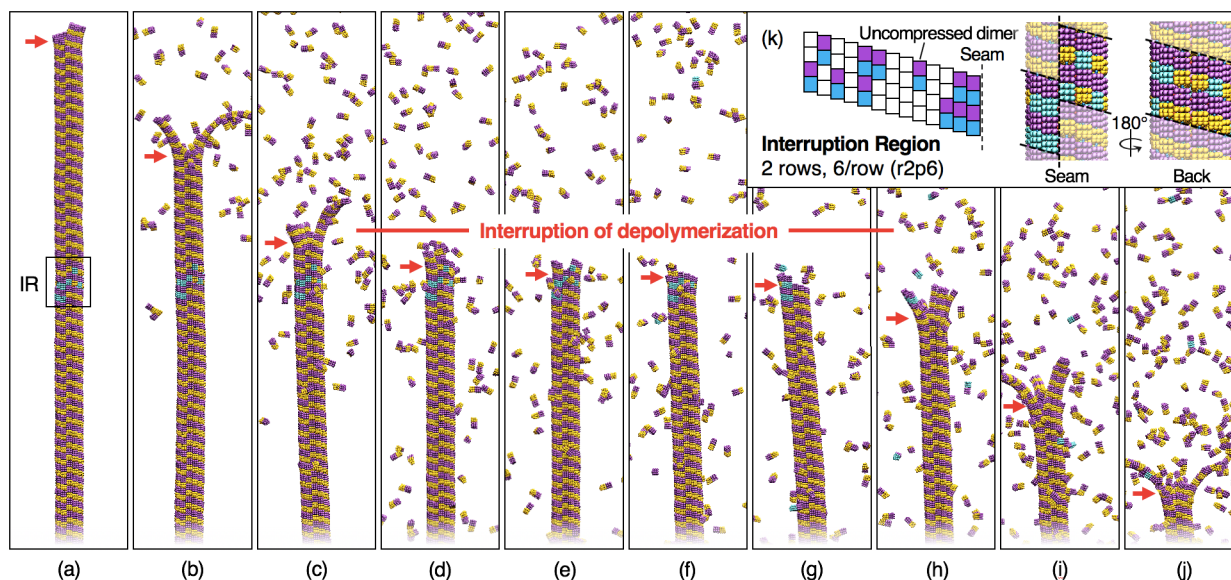 (k)
Uncompressed dimer
Seam
Interruption Region
2 rows, 6/row (r2p6)
180°
Seam
Back
Interruption of depolymerization
IR
(a)
(b)
(c)
(d)
(e)
(f)
(g)
(h)
(i)
(j)